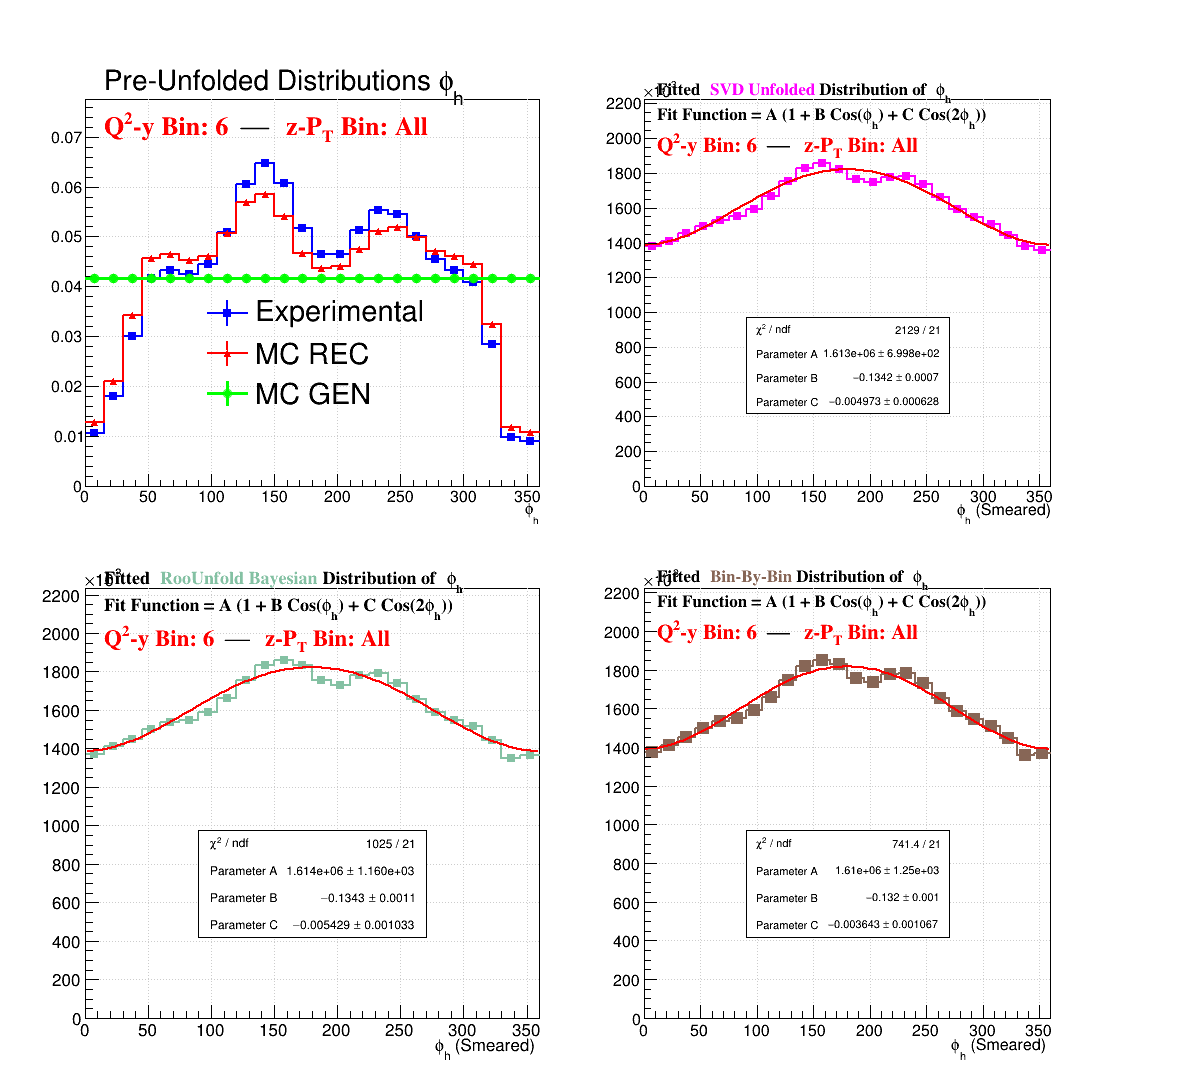 Pre-Unfolded Distributions ϕh
Q²-y Bin: 6 — z-PT Bin: All
0.07
0.06
0.05
0.04
0.03
0.02
0.01
0
Experimental
MC REC
MC GEN
0 50 100 150 200 250 300
ϕh
Fitted SVD Unfolded Distribution of ϕh
Fit Function = A (1 + B Cos(ϕh) + C Cos(2ϕh))
Q²-y Bin: 6 — z-PT Bin: All
2200
2000
1800
1600
1400
1200
1000
800
600
400
200
0
χ² / ndf 2129 / 21
Parameter A 1.613e+06 ± 6.998e+02
Parameter B −0.1342 ± 0.0007
Parameter C −0.004973 ± 0.000628
0 50 100 150 200 250 300 350
ϕh (Smeared)
Fitted RooUnfold Bayesian Distribution of ϕh
Fit Function = A (1 + B Cos(ϕh) + C Cos(2ϕh))
Q²-y Bin: 6 — z-PT Bin: All
2200
2000
1800
1600
1400
1200
1000
800
600
400
200
0
χ² / ndf 1025 / 21
Parameter A 1.614e+06 ± 1.160e+03
Parameter B −0.1343 ± 0.0011
Parameter C −0.005429 ± 0.001033
0 50 100 150 200 250 300 350
ϕh (Smeared)
Fitted Bin-By-Bin Distribution of ϕh
Fit Function = A (1 + B Cos(ϕh) + C Cos(2ϕh))
Q²-y Bin: 6 — z-PT Bin: All
2200
2000
1800
1600
1400
1200
1000
800
600
400
200
0
χ² / ndf 741.4 / 21
Parameter A 1.61e+06 ± 1.25e+03
Parameter B −0.132 ± 0.001
Parameter C −0.003643 ± 0.001067
0 50 100 150 200 250 300 350
ϕh (Smeared)